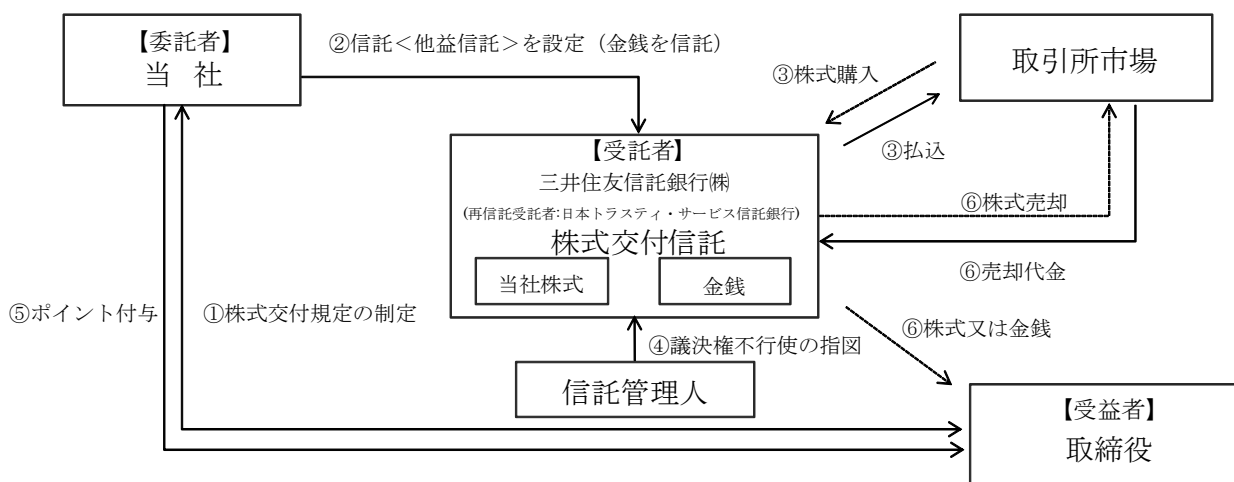 【委託者】
当 社
②信託＜他益信託＞を設定（金銭を信託）
③株式購入
取引所市場
③払込
【受託者】
三井住友信託銀行㈱
(再信託受託者:日本トラスティ・サービス信託銀行)
株式交付信託
当社株式
金銭
⑥株式売却
⑥売却代金
⑤ポイント付与
①株式交付規定の制定
④議決権不行使の指図
⑥株式又は金銭
信託管理人
【受益者】
取締役